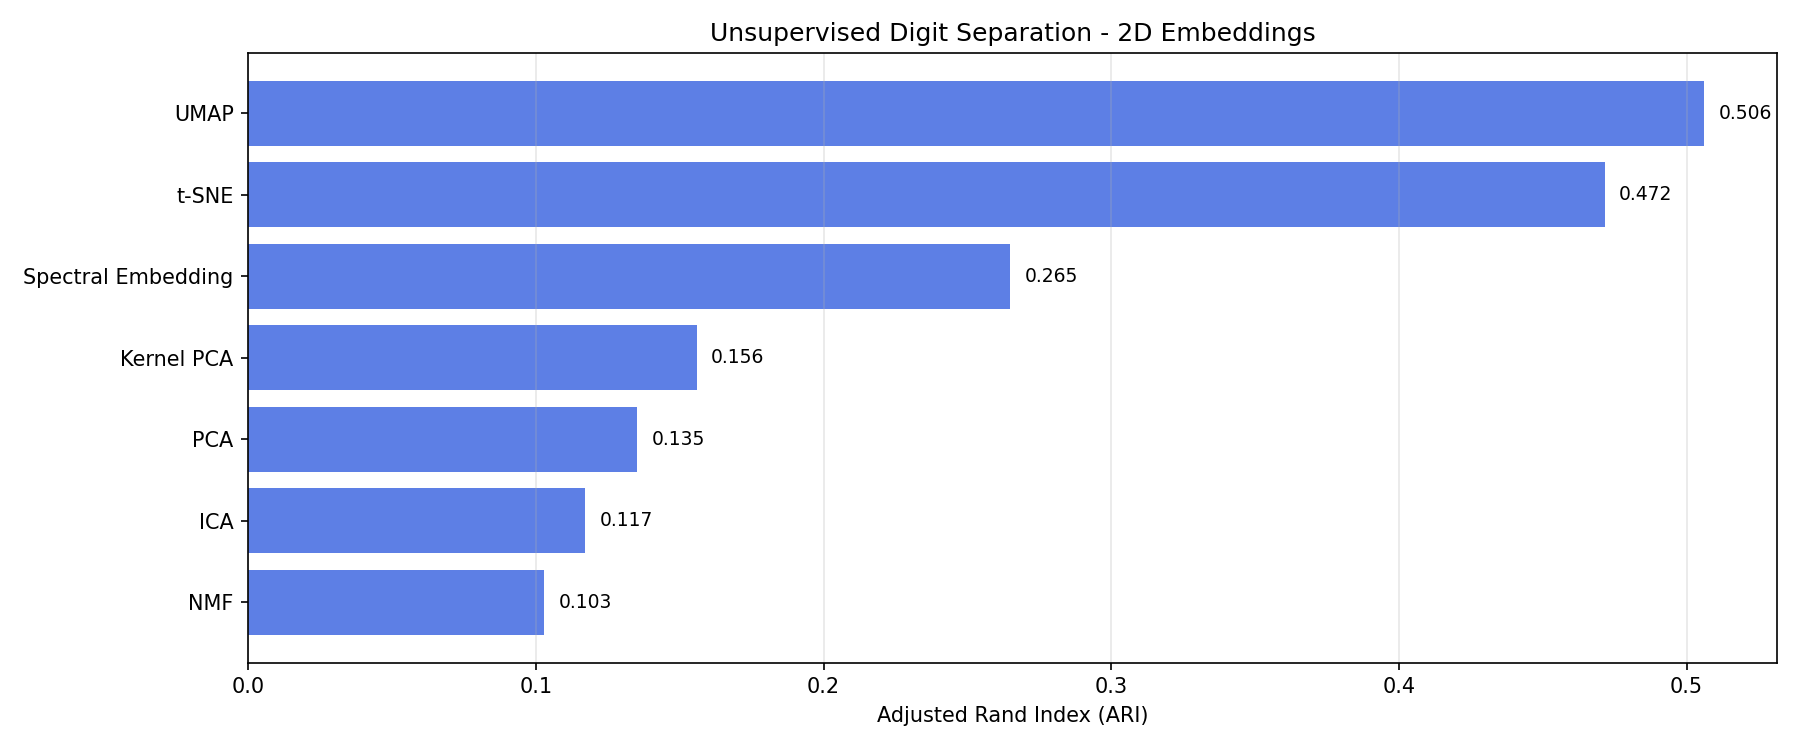 Unsupervised Digit Separation - 2D Embeddings
UMAP
0.506
t-SNE
0.472
Spectral Embedding
0.265
Kernel PCA
0.156
PCA
0.135
ICA
0.117
NMF
0.103
0.0 0.1 0.2 0.3 0.4 0.5
Adjusted Rand Index (ARI)